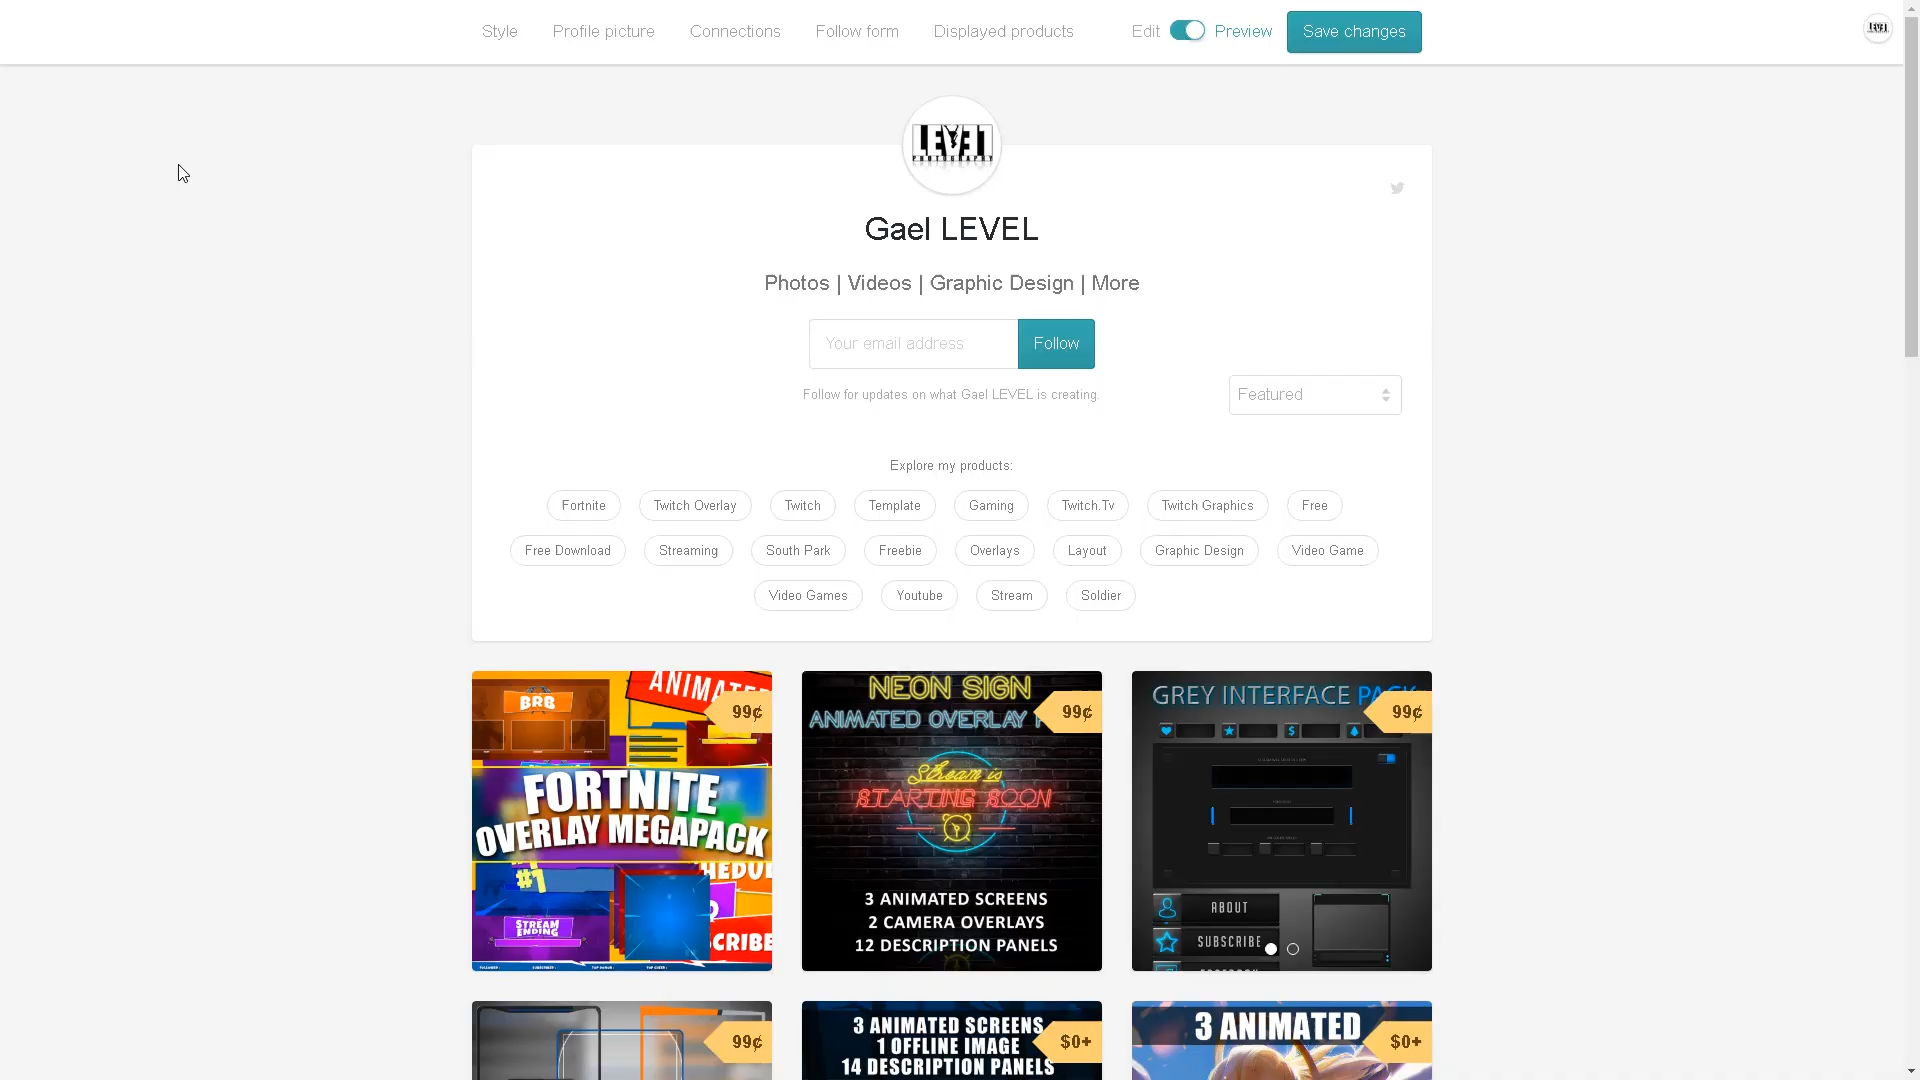 Style Profile picture Connections Follow form Displayed products Edit Preview Save changes
LEVEL
PHOTOGRAPHY
Gael LEVEL
Photos | Videos | Graphic Design | More
Your email address Follow
Follow for updates on what Gael LEVEL is creating.
Featured
Explore my products:
Fortnite Twitch Overlay Twitch Template Gaming Twitch.Tv Twitch Graphics Free
Free Download Streaming South Park Freebie Overlays Layout Graphic Design Video Game
Video Games Youtube Stream Soldier
ANIMATED
BRB
99¢
FORTNITE
OVERLAY MEGAPACK
#1
STREAM
ENDING
NEON SIGN
ANIMATED OVERLAY
99¢
Stream is
STARTING SOON
3 ANIMATED SCREENS
2 CAMERA OVERLAYS
12 DESCRIPTION PANELS
GREY INTERFACE PACK
99¢
ABOUT
SUBSCRIBE
99¢
3 ANIMATED SCREENS
1 OFFLINE IMAGE
14 DESCRIPTION PANELS
$0+
3 ANIMATED
$0+